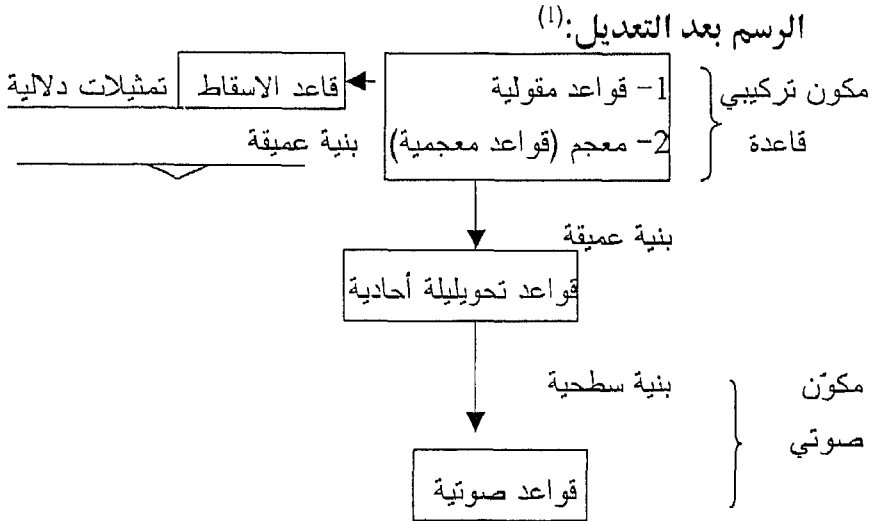 الرسم بعد التعديل:(1)
مكون تركيبي 1- قواعد مقولية قاعد الاسقاط تمثيلات دلالية
قاعدة 2- معجم (قواعد معجمية) بنية عميقة
بنية عميقة
قواعد تحويليلة أحادية
مكوّن بنية سطحية
صوتي
قواعد صوتية